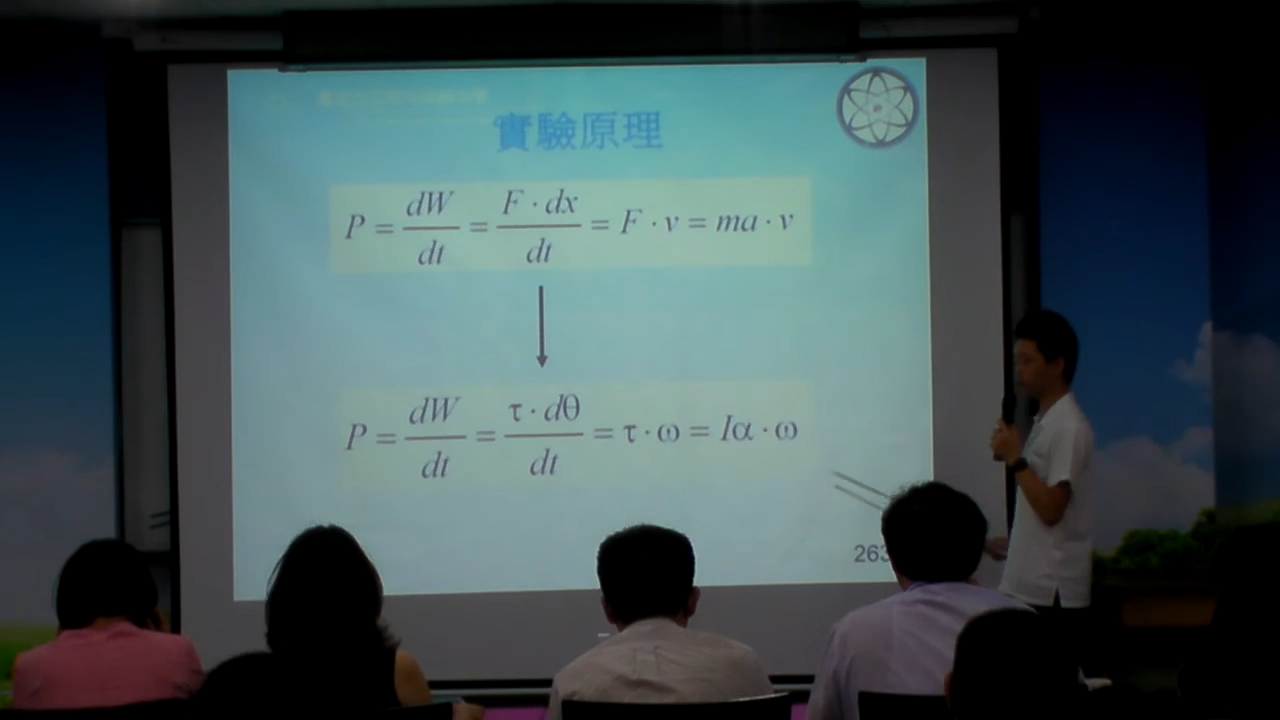 實驗原理
P = dW/dt = F · dx/dt = F · v = ma · v
P = dW/dt = τ · dθ/dt = τ · ω = Iα · ω
263